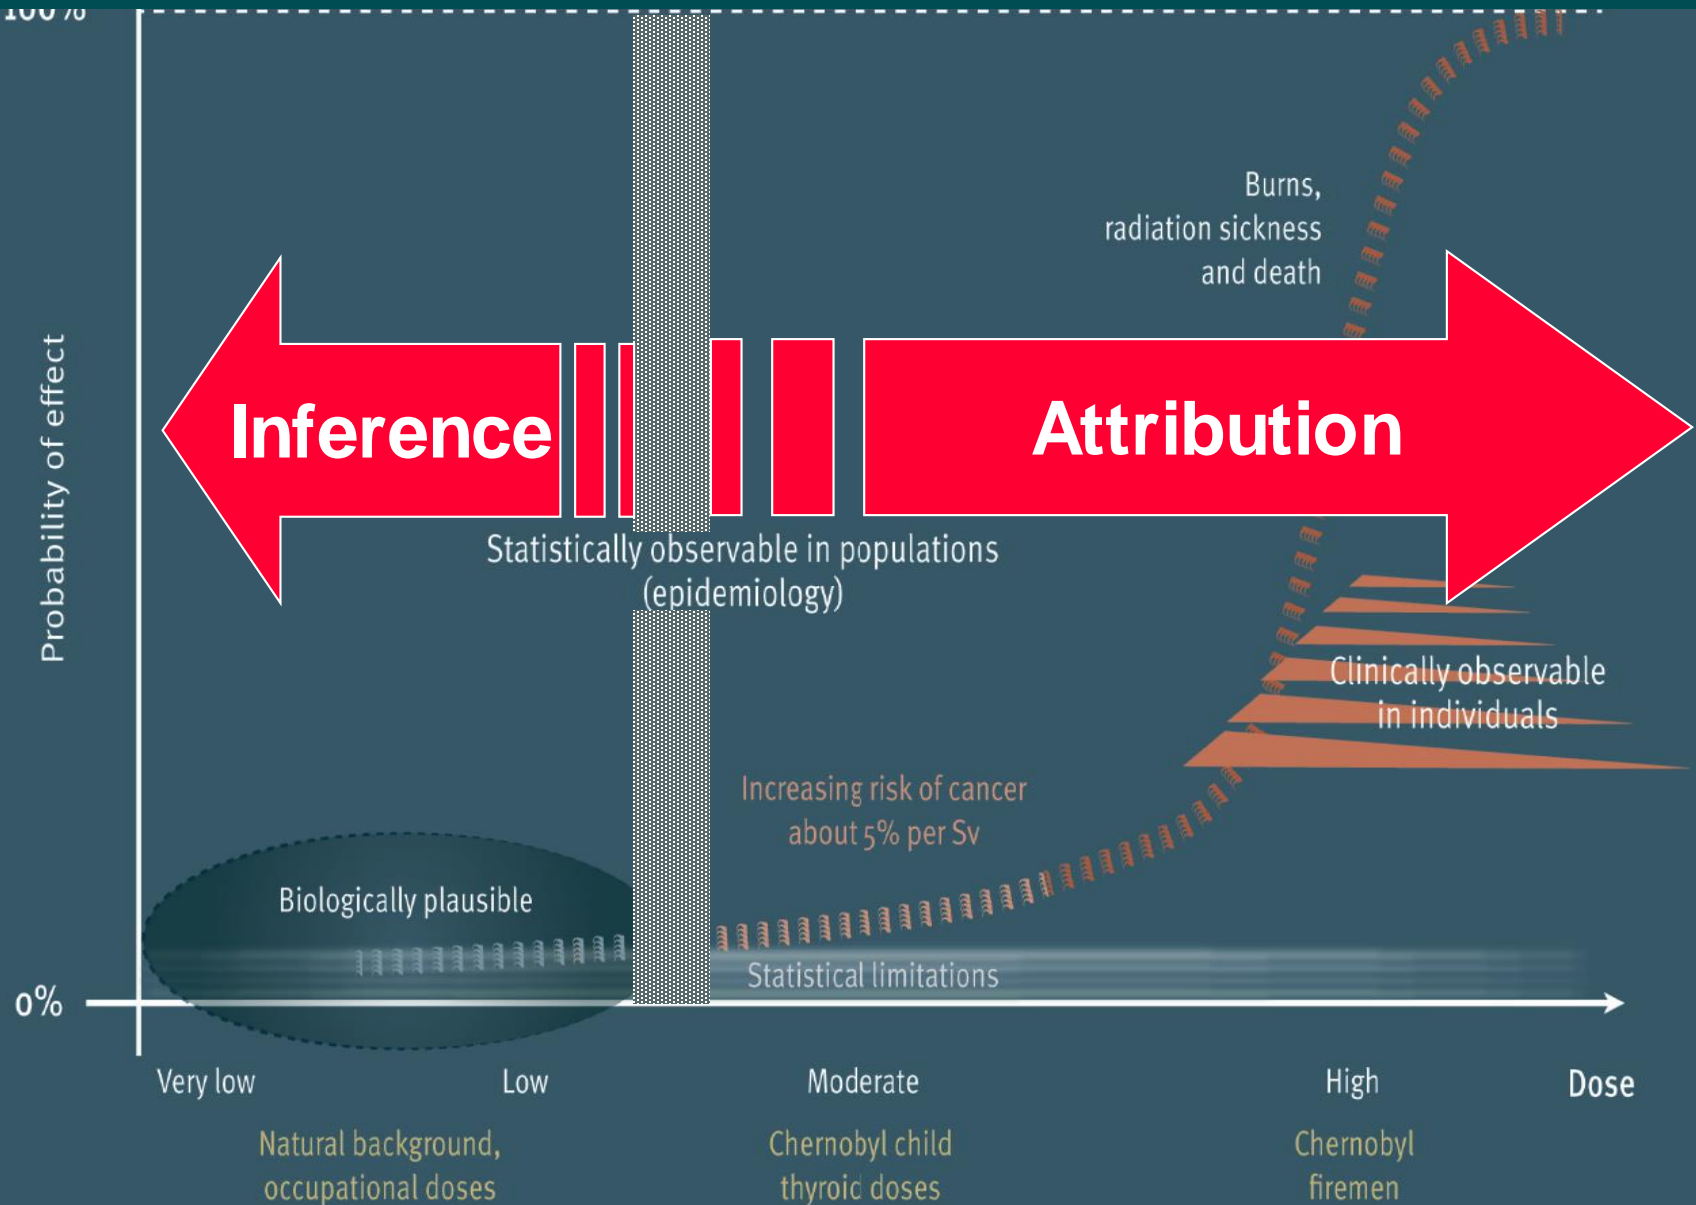 100%
Burns,
radiation sickness
and death
Inference
Attribution
Probability of effect
Statistically observable in populations
(epidemiology)
Clinically observable
in individuals
Increasing risk of cancer
about 5% per Sv
Biologically plausible
Statistical limitations
0%
Very low
Low
Moderate
High
Dose
Natural background,
occupational doses
Chernobyl child
thyroid doses
Chernobyl
firemen